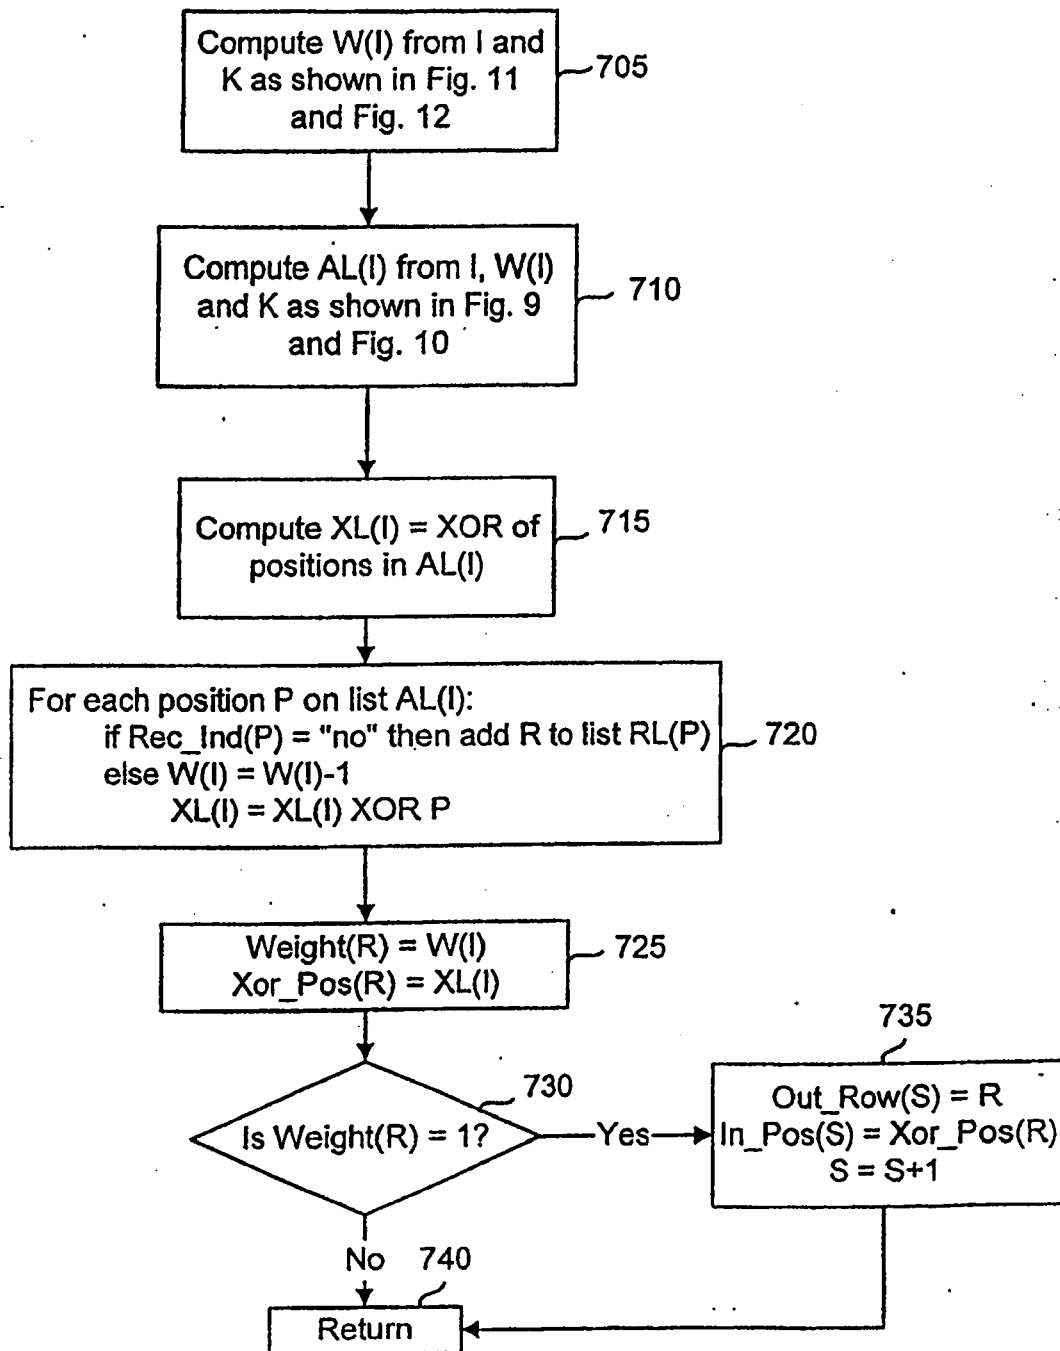 Compute W(I) from I and
K as shown in Fig. 11
and Fig. 12
705
Compute AL(I) from I, W(I)
and K as shown in Fig. 9
and Fig. 10
710
Compute XL(I) = XOR of
positions in AL(I)
715
For each position P on list AL(I):
if Rec_Ind(P) = "no" then add R to list RL(P)
else W(I) = W(I)-1
XL(I) = XL(I) XOR P
720
Weight(R) = W(I)
Xor_Pos(R) = XL(I)
725
Is Weight(R) = 1?
730
Yes
735
Out_Row(S) = R
In_Pos(S) = Xor_Pos(R)
S = S+1
No
740
Return